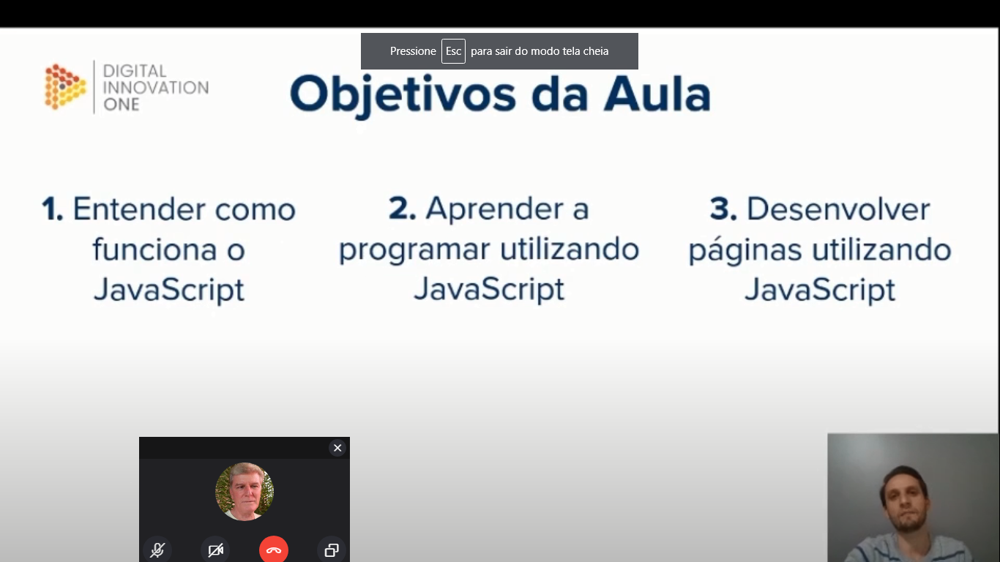 Pressione Esc para sair do modo tela cheia
DIGITAL
INNOVATION
ONE
Objetivos da Aula
1. Entender como
funciona o
JavaScript
2. Aprender a
programar utilizando
JavaScript
3. Desenvolver
páginas utilizando
JavaScript